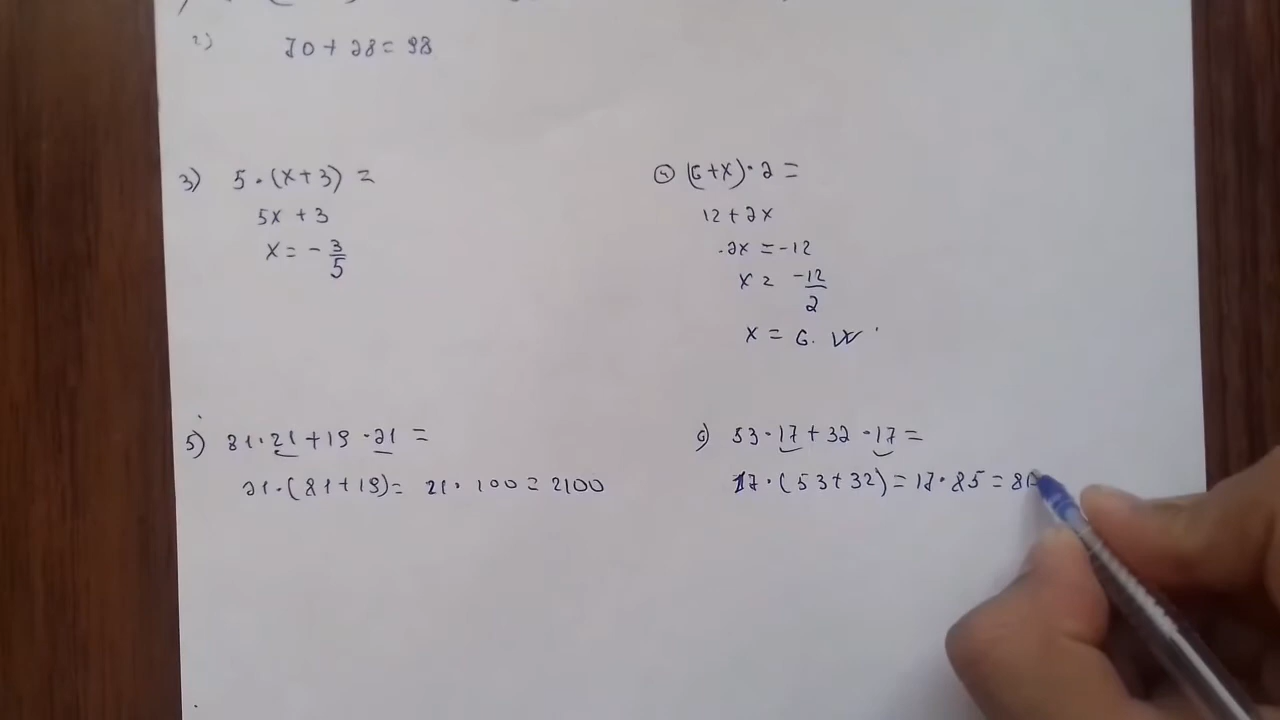 2) 70 + 28 = 98
3) 5 · (x + 3) =
5x + 3
x = - 3/5
4) (6 + x) · 2 =
12 + 2x
2x = -12
x = -12/2
x = 6.
5) 81 · 21 + 19 · 21 =
21 · (81 + 19) = 21 · 100 = 2100
6) 53 · 17 + 32 · 17 =
17 · (53 + 32) = 17 · 85 =